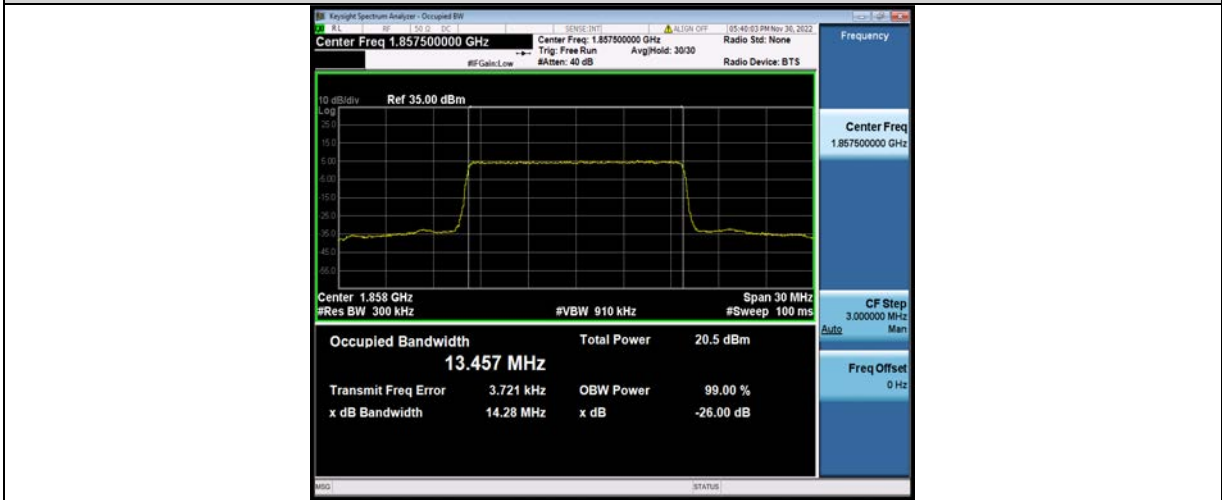 Keysight Spectrum Analyzer - Occupied BW
RL RF 50 Ω DC SENSE:INT ALIGN OFF 05:40:03 PM Nov 30, 2022
Center Freq 1.857500000 GHz
Center Freq: 1.857500000 GHz
Radio Std: None
Trig: Free Run Avg|Hold: 30/30
#IFGain:Low #Atten: 40 dB Radio Device: BTS
Frequency
10 dB/div Ref 35.00 dBm
Log
25.0
15.0
5.00
-5.00
-15.0
-25.0
-35.0
-45.0
-55.0
Center Freq
1.857500000 GHz
Center 1.858 GHz Span 30 MHz
#Res BW 300 kHz #VBW 910 kHz #Sweep 100 ms
CF Step
3.000000 MHz
Auto Man
Occupied Bandwidth Total Power 20.5 dBm
13.457 MHz
Freq Offset
0 Hz
Transmit Freq Error 3.721 kHz OBW Power 99.00 %
x dB Bandwidth 14.28 MHz x dB -26.00 dB
MSG STATUS